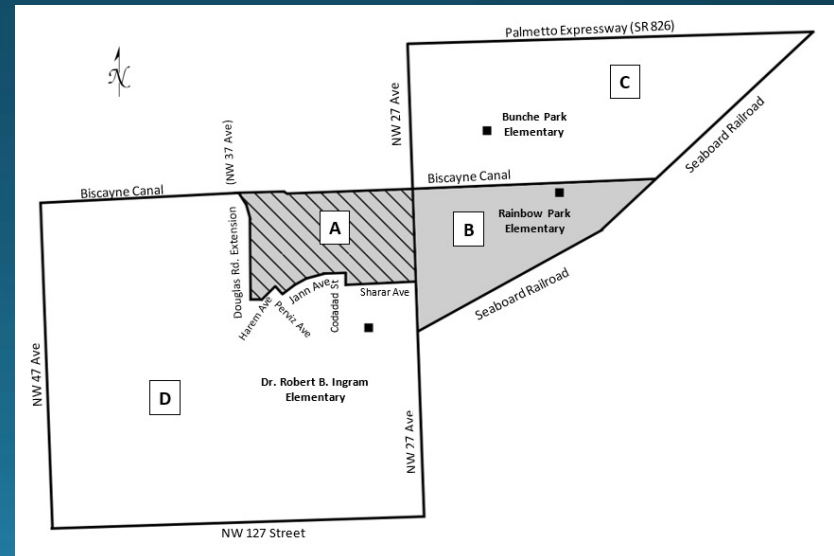 Palmetto Expressway (SR 826)
N
C
NW 27 Ave
Bunche Park
Elementary
Seaboard Railroad
(NW 37 Ave)
Biscayne Canal
Biscayne Canal
A
B
Rainbow Park
Elementary
Douglas Rd. Extension
Seaboard Railroad
Harem Ave
Perviz Ave
Jann Ave
Codadad St
Sharar Ave
NW 47 Ave
D
Dr. Robert B. Ingram
Elementary
NW 27 Ave
NW 127 Street